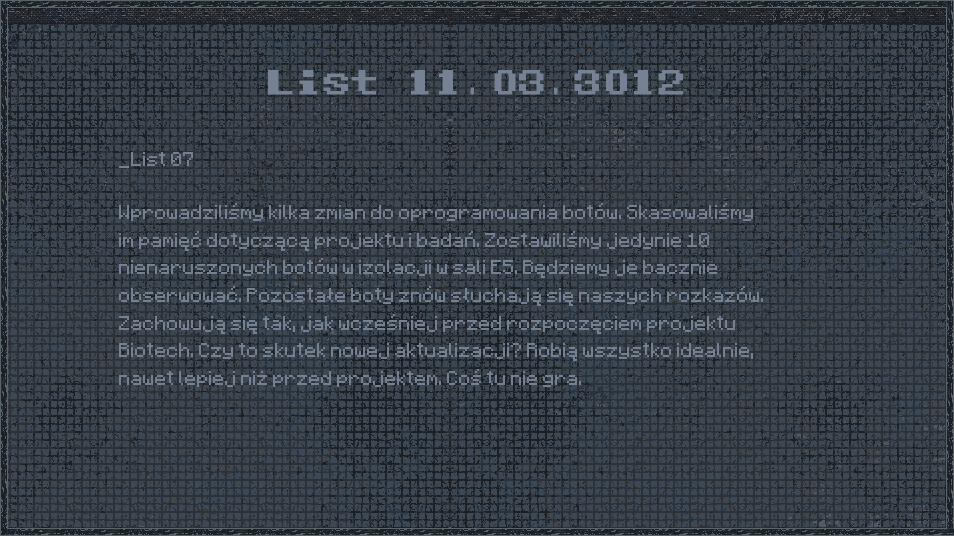 List 11.03.3012
_List 07
Wprowadziliśmy kilka zmian do oprogramowania botów. Skasowaliśmy
im pamięć dotyczącą projektu i badań. Zostawiliśmy jedynie 10
nienaruszonych botów w izolacji w sali E5. Będziemy je bacznie
obserwować. Pozostałe boty znów słuchają się naszych rozkazów.
Zachowują się tak, jak wcześniej przed rozpoczęciem projektu
Biotech. Czy to skutek nowej aktualizacji? Robią wszystko idealnie,
nawet lepiej niż przed projektem. Coś tu nie gra.